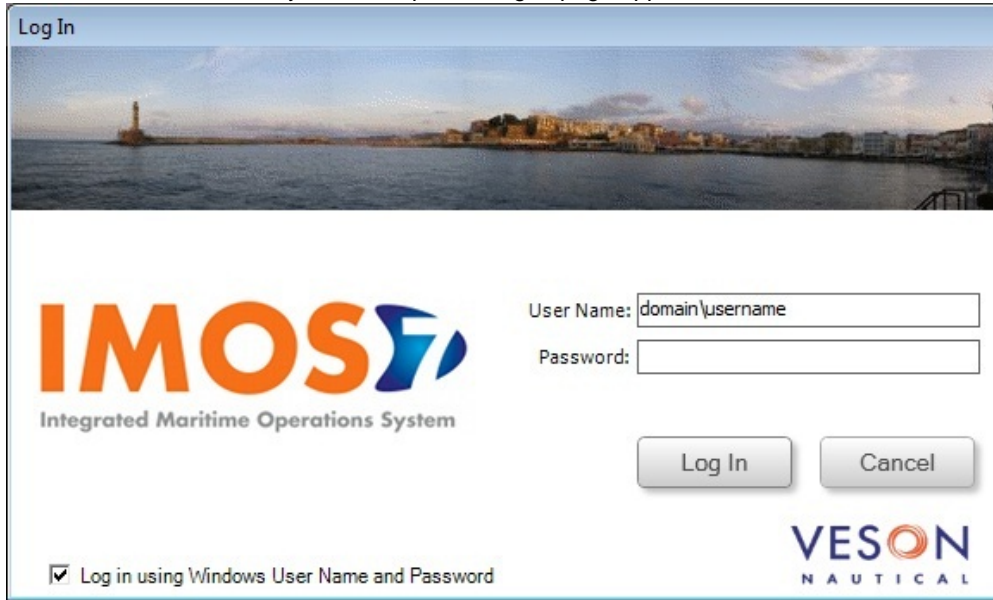 Log In
IMOS7
Integrated Maritime Operations System
User Name: domain\username
Password:
Log In Cancel
VESON
NAUTICAL
Log in using Windows User Name and Password